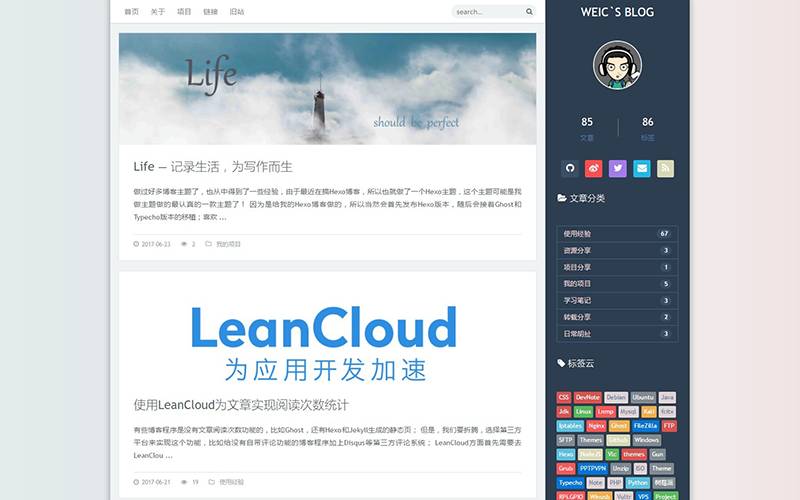 首页 关于 项目 链接 旧站
search...
Life
should be perfect
Life — 记录生活，为写作而生
做过好多博客主题了，也从中得到了一些经验，由于最近在搞Hexo博客，所以也就做了一个Hexo主题，这个主题可能是我
做主题做的最认真的一款主题了！ 因为是给我的Hexo博客做的，所以当然会首先发布Hexo版本，随后会接着Ghost和
Typecho版本的移植；喜欢 ...
2017-06-23 2 我的项目
LeanCloud
为应用开发加速
使用LeanCloud为文章实现阅读次数统计
有些博客程序是没有文章阅读次数功能的，比如Ghost，还有Hexo和Jekyll生成的静态页； 但是，我们要折腾，选择第三方
平台来实现这个功能，比如给没有自带评论功能的博客程序加上Disqus等第三方评论系统； LeanCloud方面首先需要去
LeanClou ...
2017-06-21 19 使用经验
WEIC`S BLOG
85 86
文章 标签
文章分类
使用经验 67
资源分享 3
项目分享 1
我的项目 5
学习笔记 3
转载分享 2
日常胡扯 3
标签云
CSS DevNote Debian Ubuntu Java
Jdk Linux Lnmp Mysql Kali fcitx
Iptables Nginx Ghost FileZilla FTP
SFTP Themes Github Windows
Hexo NodeJS Vlc themes Gun
Grub PPTPVPN Unzip ISO Theme
Typecho Note PHP Python 树莓派
RPI,GPIO Winusb Vultr VPS Project